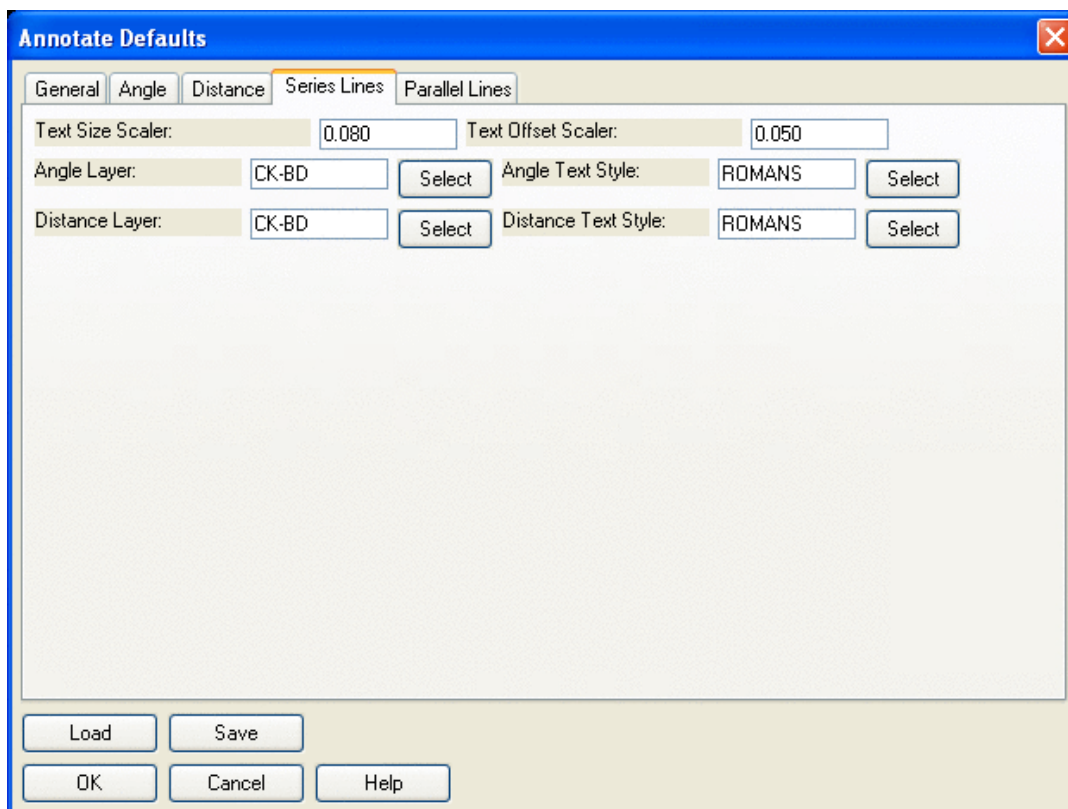 Annotate Defaults
General Angle Distance Series Lines Parallel Lines
Text Size Scaler: 0.080 Text Offset Scaler: 0.050
Angle Layer: CK-BD Select Angle Text Style: ROMANS Select
Distance Layer: CK-BD Select Distance Text Style: ROMANS Select
Load Save
OK Cancel Help